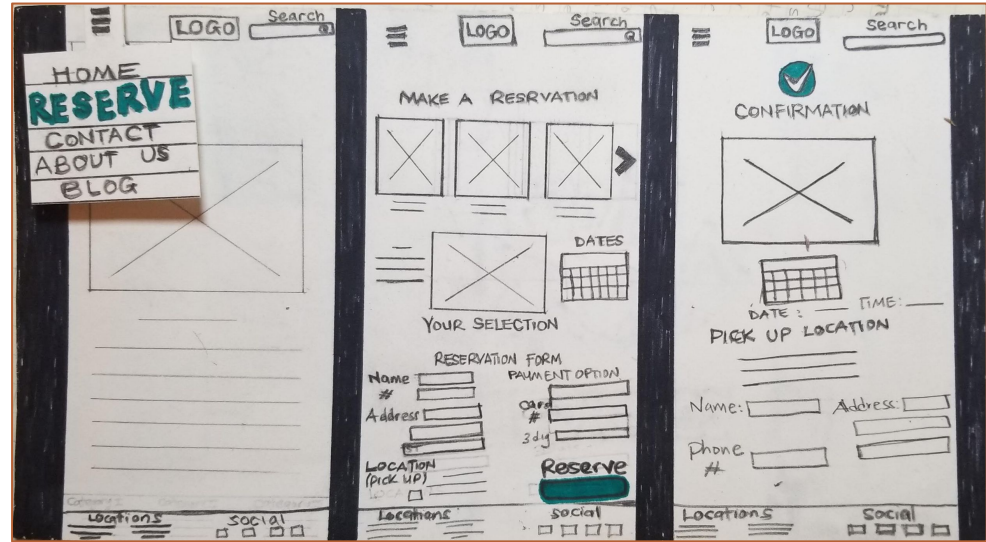 LOGO
Search
HOME
RESERVE
CONTACT
ABOUT US
BLOG
Locations
Social
LOGO
Search
MAKE A RESRVATION
DATES
YOUR SELECTION
RESERVATION FORM
Name
#
Address
PAYMENT OPTION
Card
#
3 dig
LOCATION
(PICK UP)
Reserve
Locations
Social
LOGO
Search
CONFIRMATION
DATE: TIME:
PICK UP LOCATION
Name: Address:
Phone
#
Locations
Social